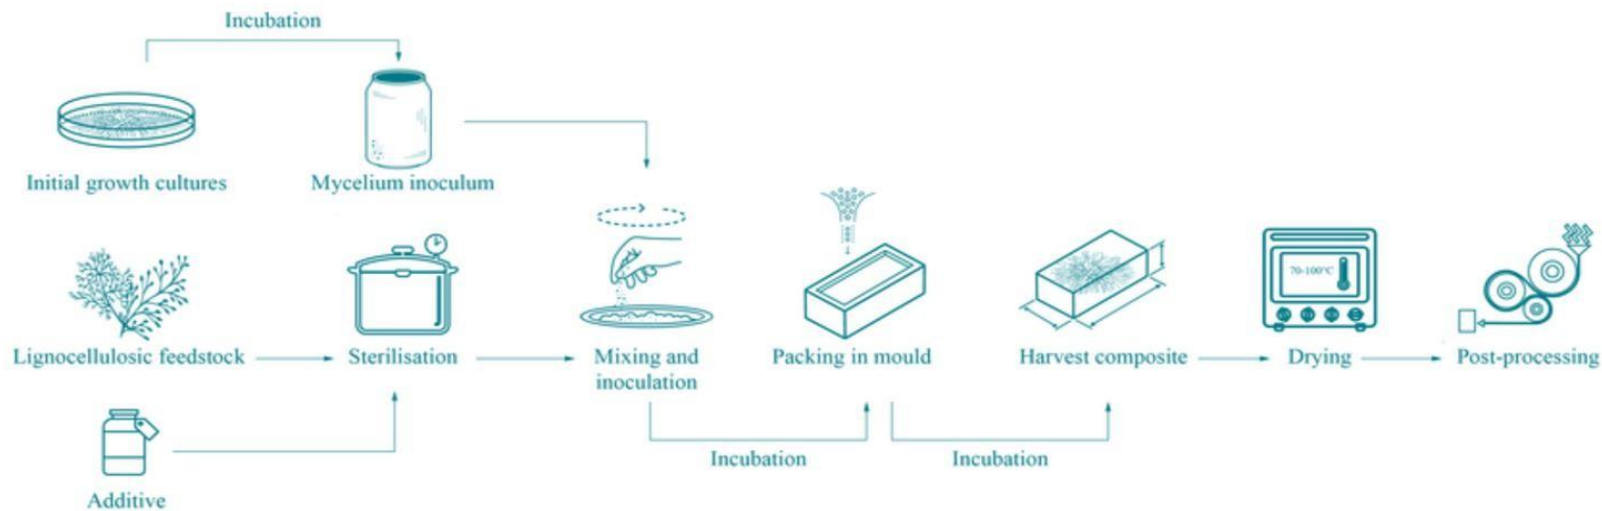 Incubation
Initial growth cultures
Mycelium inoculum
70-100°C
Lignocellulosic feedstock
Sterilisation
Mixing and
inoculation
Packing in mould
Harvest composite
Drying
Post-processing
Incubation
Incubation
Additive